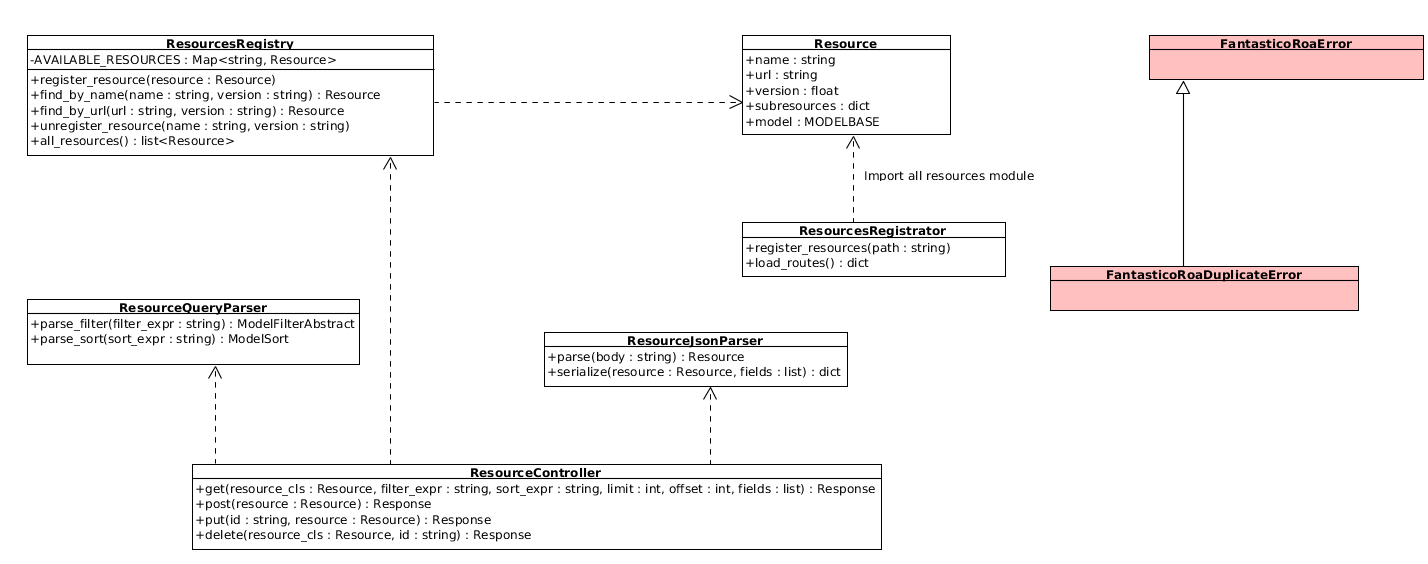 ResourcesRegistry
-AVAILABLE_RESOURCES : Map<string, Resource>
+register_resource(resource : Resource)
+find_by_name(name : string, version : string) : Resource
+find_by_url(url : string, version : string) : Resource
+unregister_resource(name : string, version : string)
+all_resources() : list<Resource>
Resource
+name : string
+url : string
+version : float
+subresources : dict
+model : MODELBASE
FantasticoRoaError
Import all resources module
ResourcesRegistrator
+register_resources(path : string)
+load_routes() : dict
FantasticoRoaDuplicateError
ResourceQueryParser
+parse_filter(filter_expr : string) : ModelFilterAbstract
+parse_sort(sort_expr : string) : ModelSort
ResourceJsonParser
+parse(body : string) : Resource
+serialize(resource : Resource, fields : list) : dict
ResourceController
+get(resource_cls : Resource, filter_expr : string, sort_expr : string, limit : int, offset : int, fields : list) : Response
+post(resource : Resource) : Response
+put(id : string, resource : Resource) : Response
+delete(resource_cls : Resource, id : string) : Response